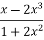 x − 2x³
1 + 2x²